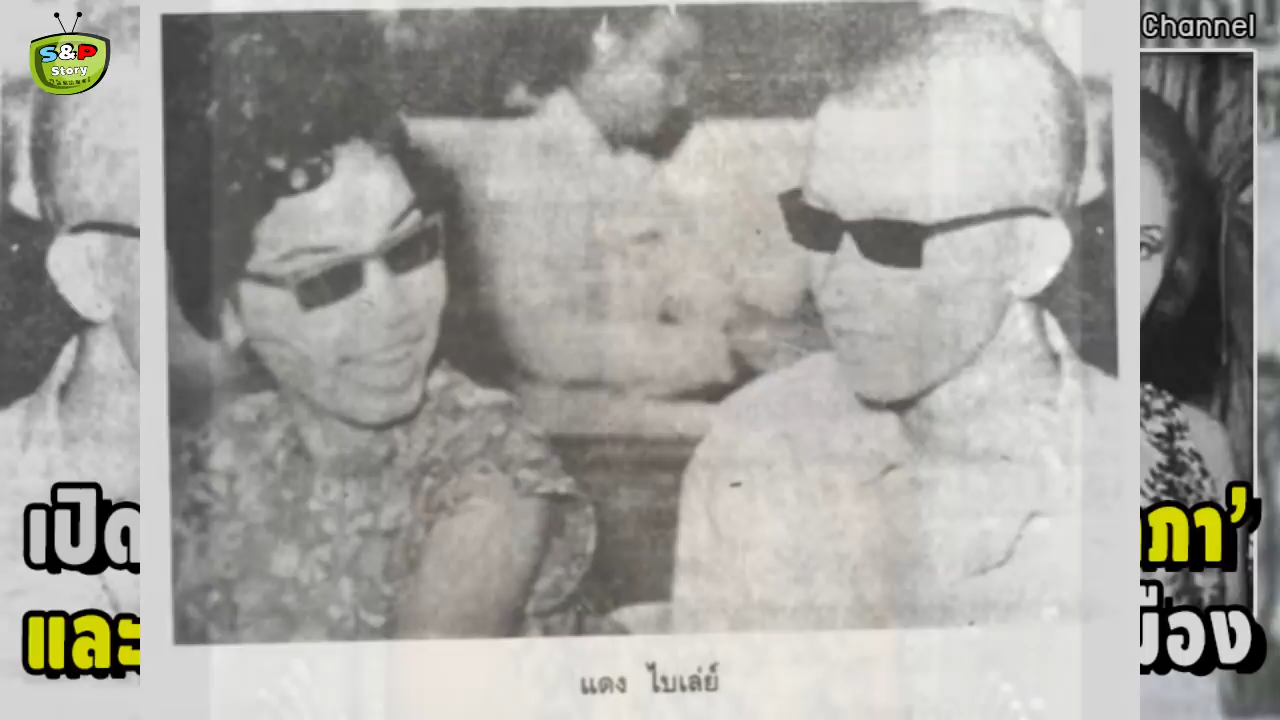 S&P
Story
Channel
เปิด
และ
ภา'
มือง
แดง ไบเล่ย์